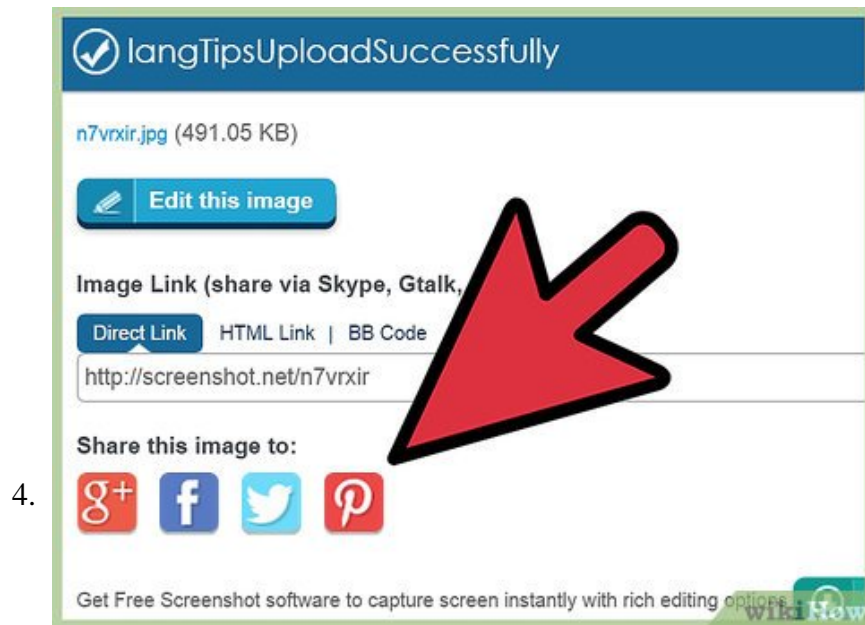 langTipsUploadSuccessfully
n7vrxir.jpg (491.05 KB)
Edit this image
Image Link (share via Skype, Gtalk,
Direct Link HTML Link | BB Code
http://screenshot.net/n7vrxir
Share this image to:
4.
g+ f
Get Free Screenshot software to capture screen instantly with rich editing options
wikiHow